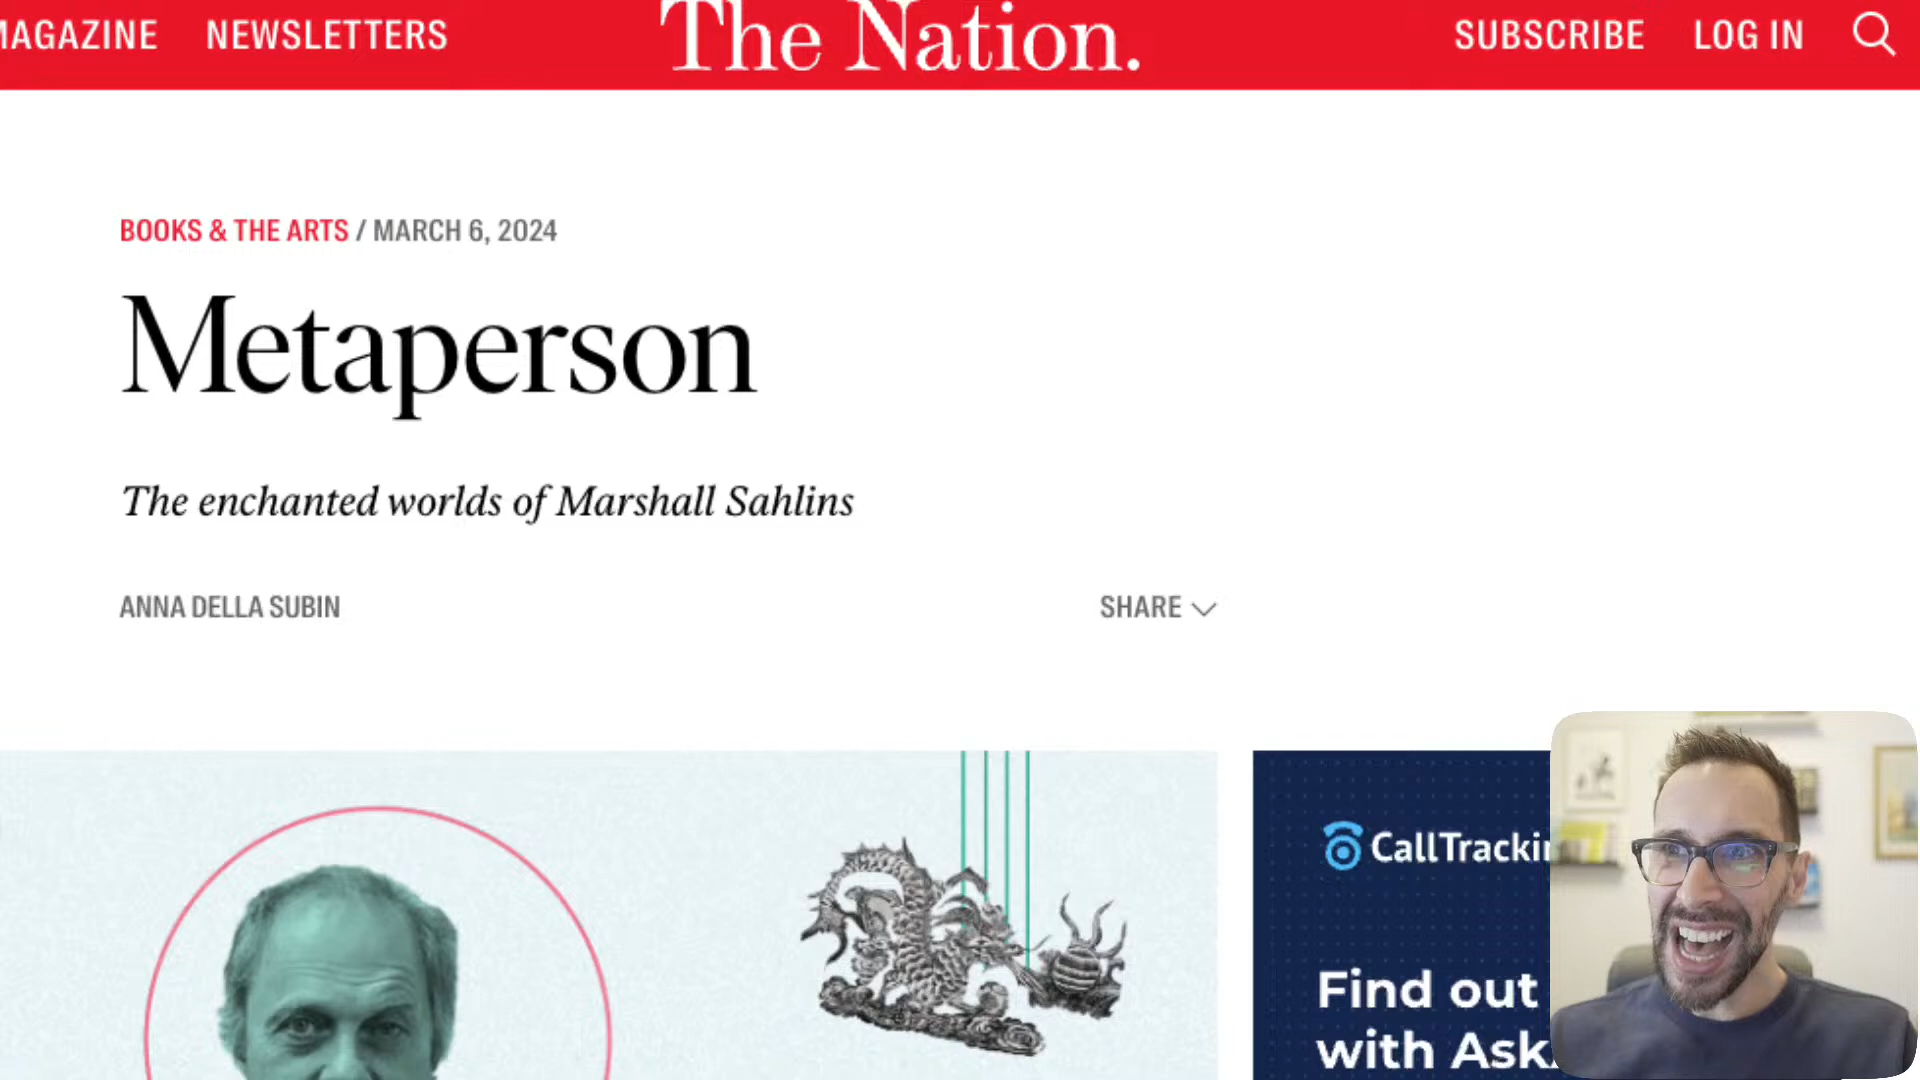 MAGAZINE NEWSLETTERS The Nation. SUBSCRIBE LOG IN
BOOKS & THE ARTS / MARCH 6, 2024
Metaperson
The enchanted worlds of Marshall Sahlins
ANNA DELLA SUBIN SHARE
CallTracki
Find out
with Ask